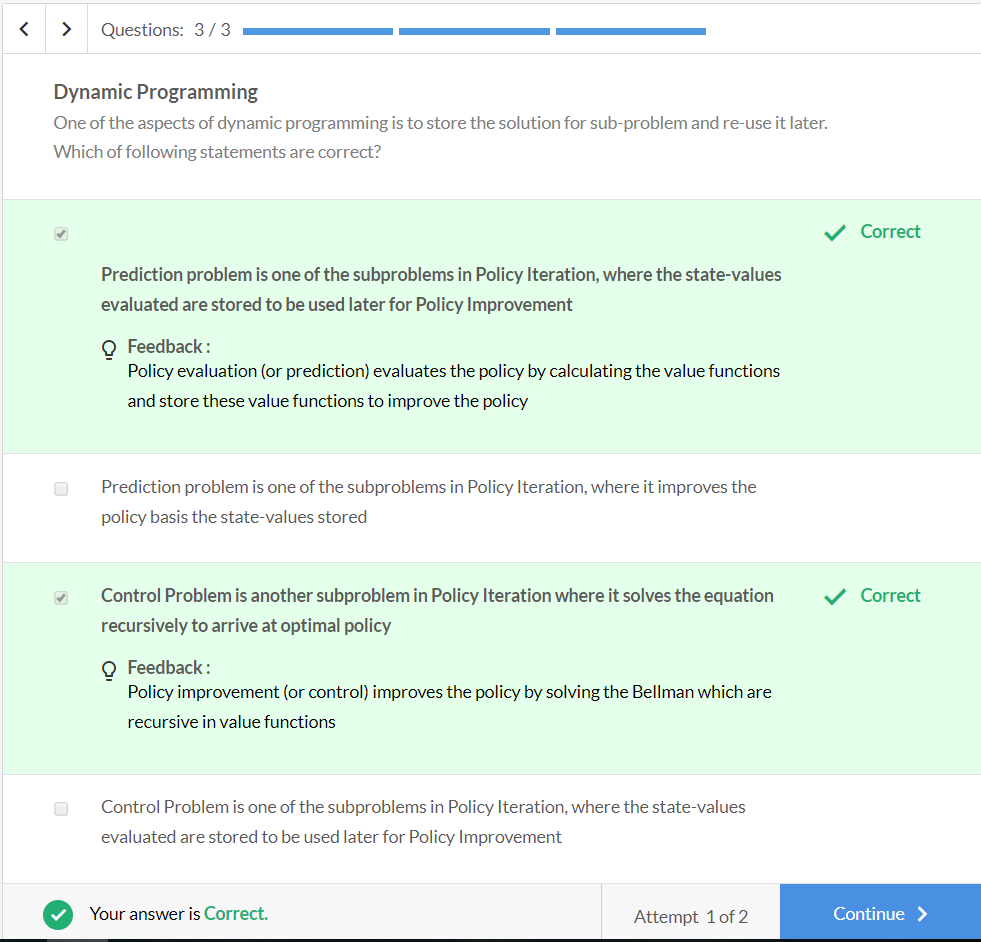 Questions: 3 / 3
Dynamic Programming
One of the aspects of dynamic programming is to store the solution for sub-problem and re-use it later.
Which of following statements are correct?
Correct
Prediction problem is one of the subproblems in Policy Iteration, where the state-values
evaluated are stored to be used later for Policy Improvement
Feedback :
Policy evaluation (or prediction) evaluates the policy by calculating the value functions
and store these value functions to improve the policy
Prediction problem is one of the subproblems in Policy Iteration, where it improves the
policy basis the state-values stored
Control Problem is another subproblem in Policy Iteration where it solves the equation
recursively to arrive at optimal policy
Correct
Feedback :
Policy improvement (or control) improves the policy by solving the Bellman which are
recursive in value functions
Control Problem is one of the subproblems in Policy Iteration, where the state-values
evaluated are stored to be used later for Policy Improvement
Your answer is Correct.
Attempt 1 of 2
Continue